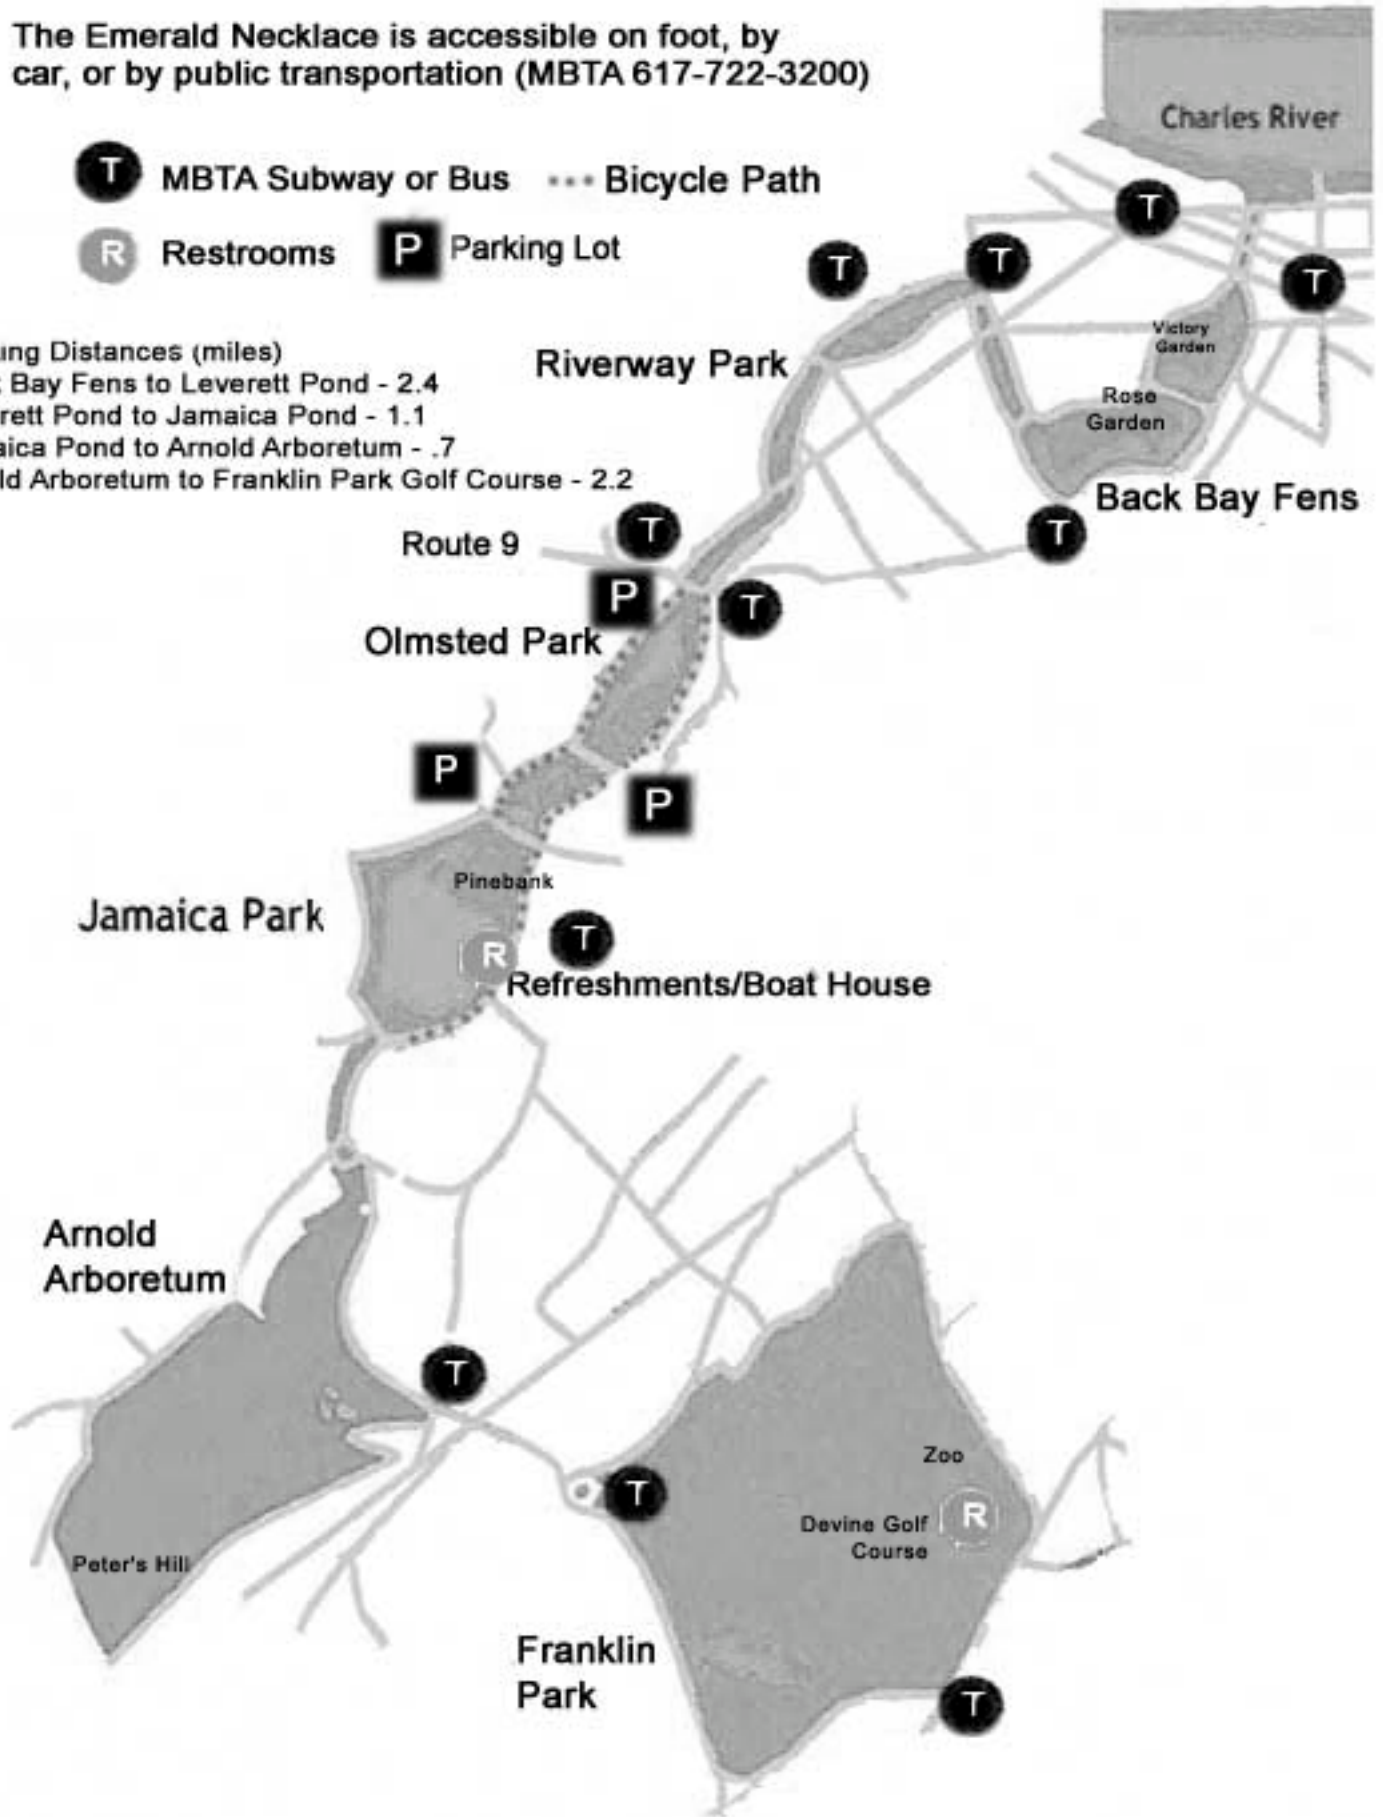 The Emerald Necklace is accessible on foot, by
car, or by public transportation (MBTA 617-722-3200)
Charles River
T MBTA Subway or Bus Bicycle Path
R Restrooms P Parking Lot
T
T
T
T
Distances (miles)
Bay Fens to Leverett Pond - 2.4
Pond to Jamaica Pond - 1.1
Pond to Arnold Arboretum - .7
Arboretum to Franklin Park Golf Course - 2.2
Riverway Park
Victory
Garden
Rose
Garden
Back Bay Fens
T
Route 9
T
P
T
Olmsted Park
P
P
Pinebank
Jamaica Park
T
R
Refreshments/Boat House
Arnold
Arboretum
T
Zoo
T
R
Devine Golf
Course
Peter's Hill
Franklin
Park
T